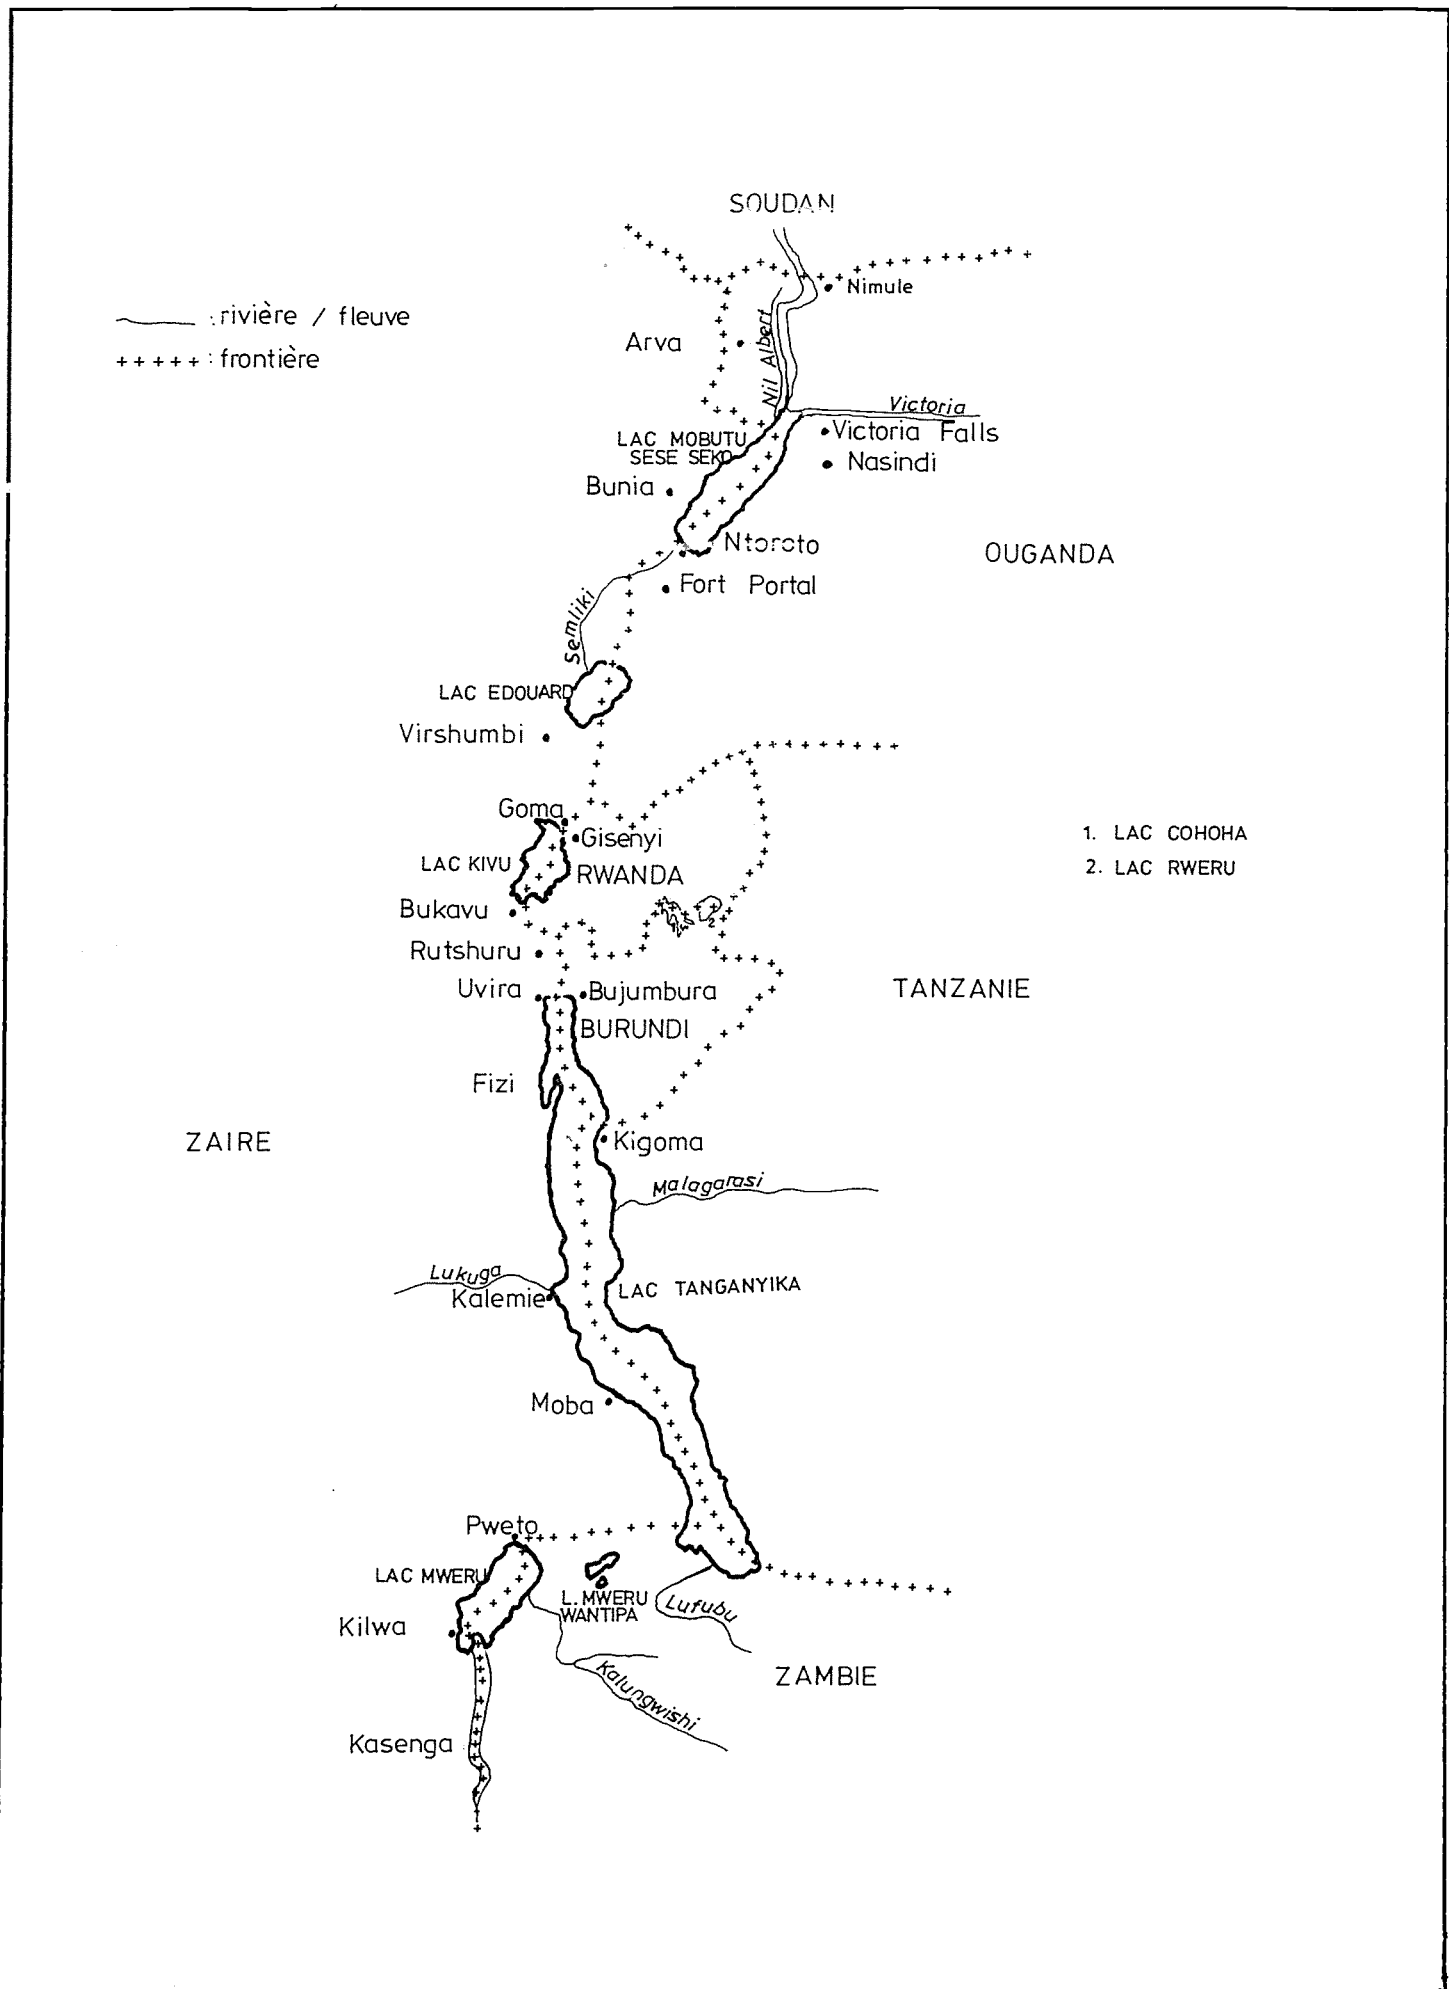 SOUDAN
Nimule
: rivière / fleuve
+ + + + + : frontière
Arva
Nil Albert
Victoria
Victoria Falls
LAC MOBUTU
SESE SEKO
Nasindi
Bunia
Ntoroto
OUGANDA
Fort Portal
Semliki
LAC EDOUARD
Virshumbi
Goma
Gisenyi
1. LAC COHOHA
LAC KIVU
RWANDA
2. LAC RWERU
Bukavu
1
2
Rutshuru
Uvira
Bujumbura
TANZANIE
BURUNDI
Fizi
ZAIRE
Kigoma
Malagarasi
Lukuga
LAC TANGANYIKA
Kalemie
Moba
Pweto
LAC MWERU
L. MWERU
WANTIPA
Lufubu
Kilwa
ZAMBIE
Kalungwishi
Kasenga